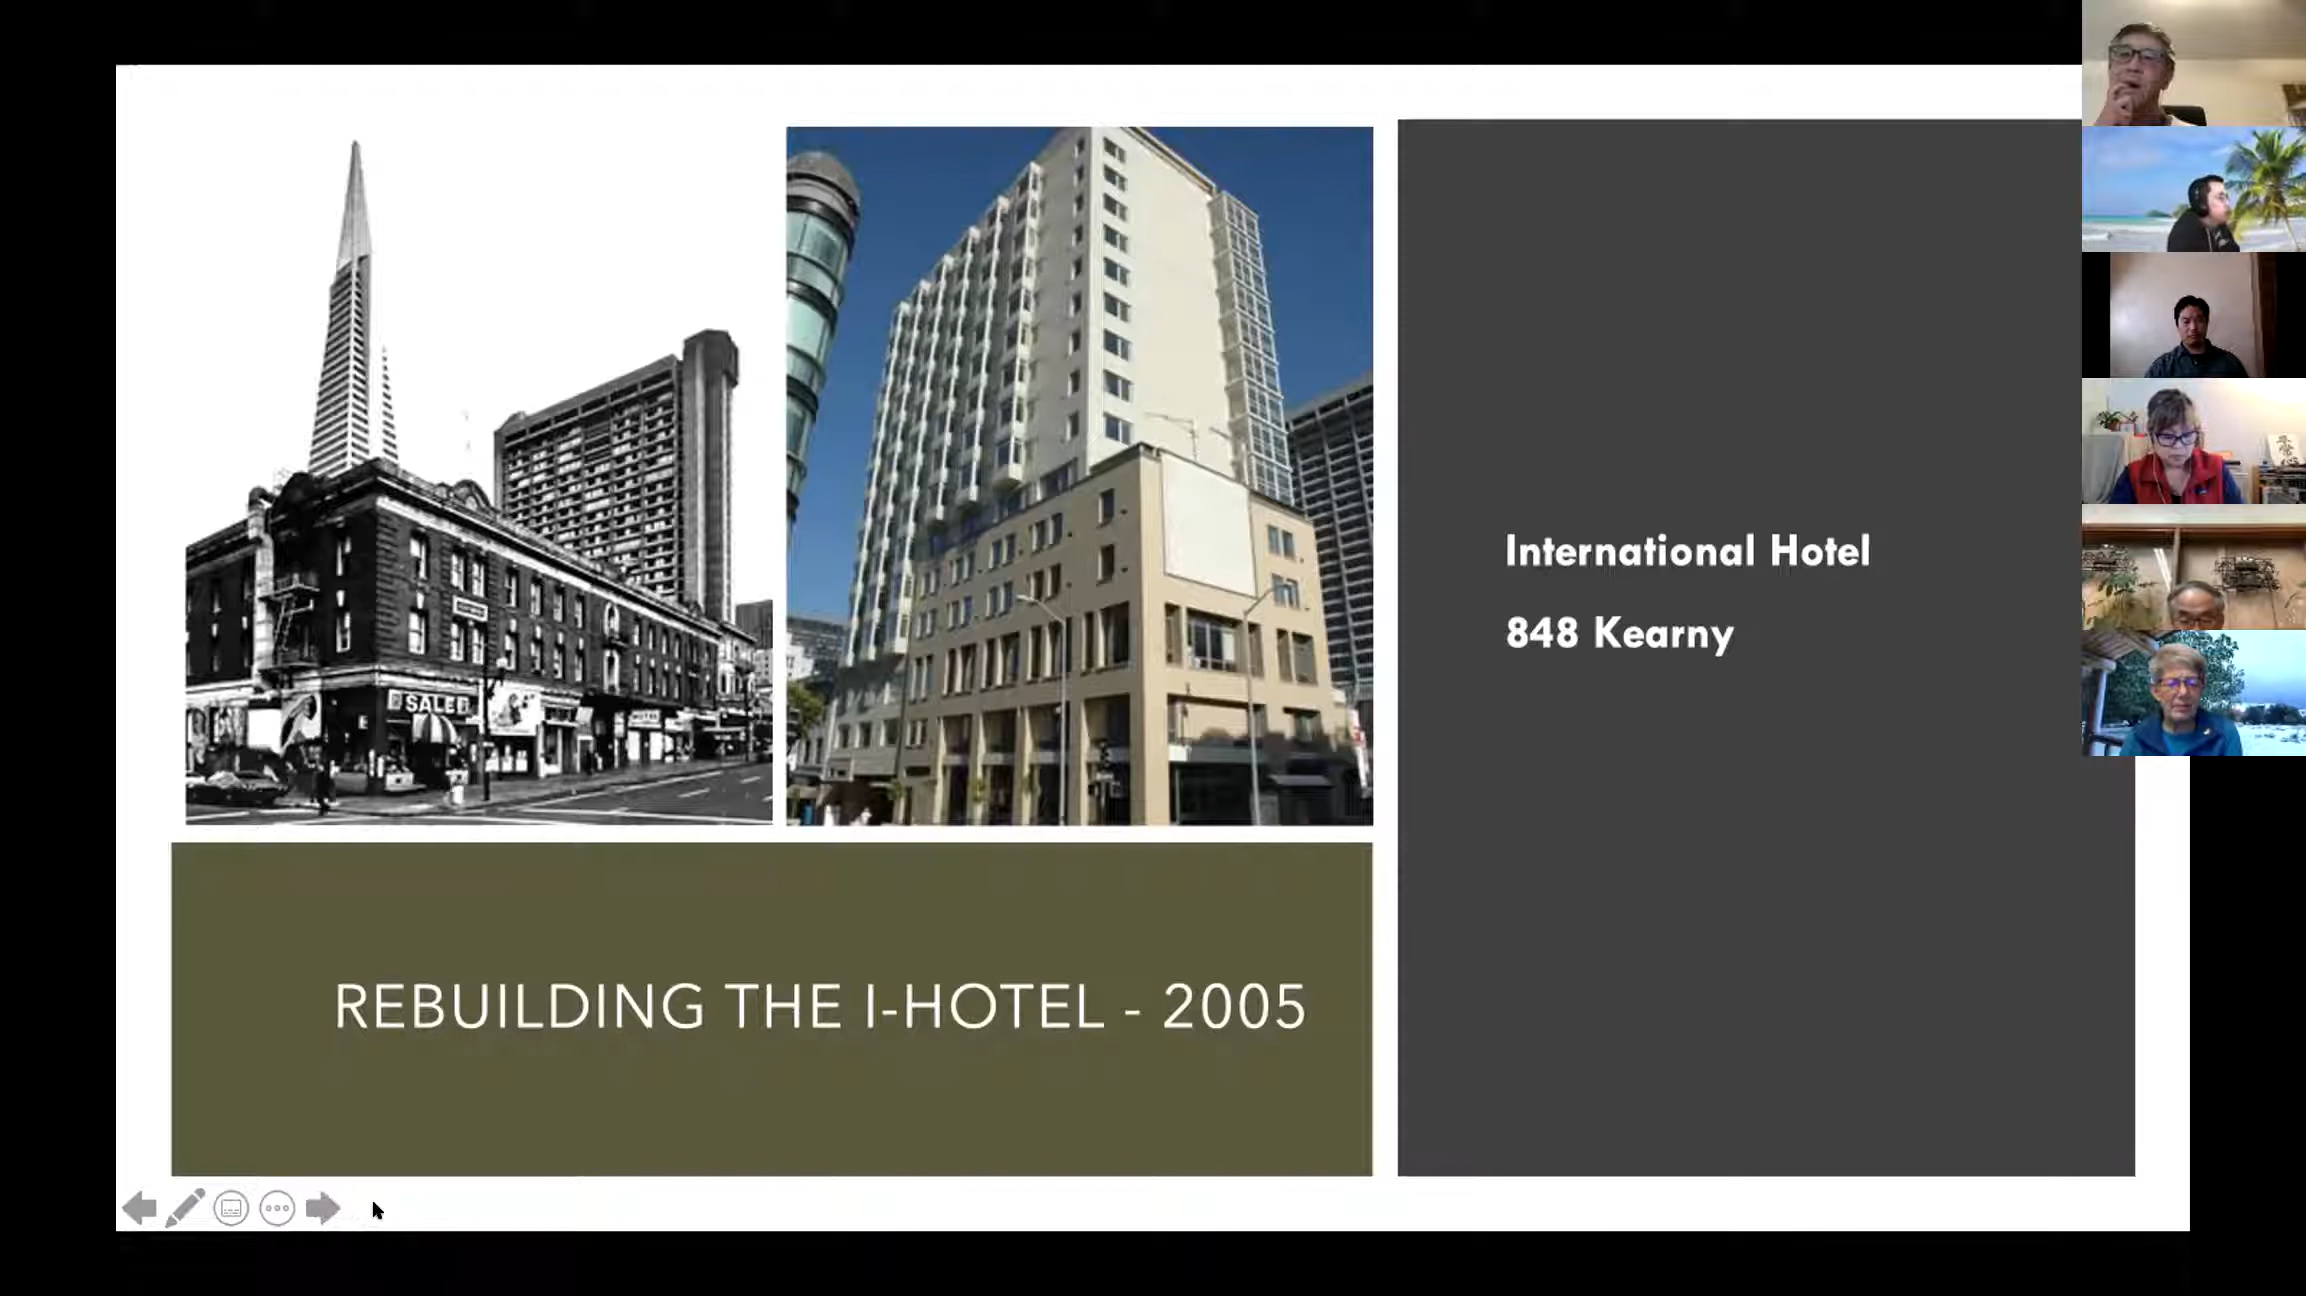 SALE
International Hotel
848 Kearny
REBUILDING THE I-HOTEL - 2005